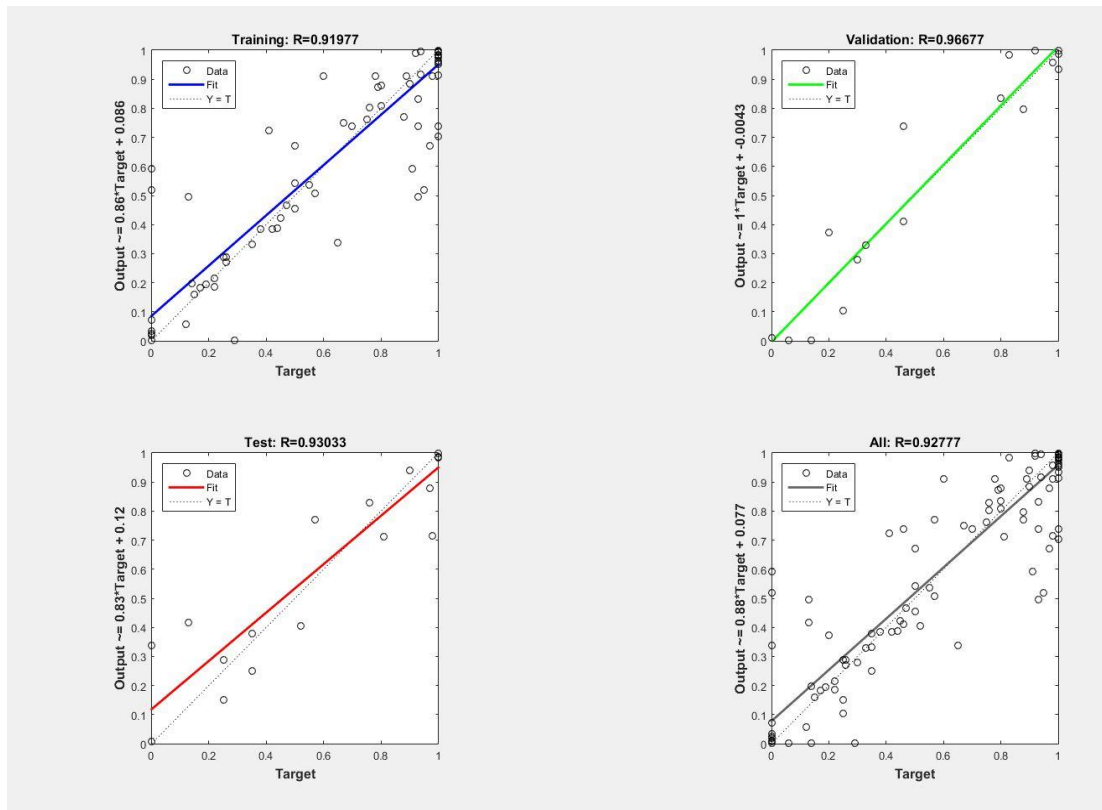 Training: R=0.91977
Output ~= 0.86*Target + 0.086
1
0.9
0.8
0.7
0.6
0.5
0.4
0.3
0.2
0.1
0
Data
Fit
Y = T
0 0.2 0.4 0.6 0.8 1
Target
Validation: R=0.96677
Output ~= 1*Target + -0.0043
1
0.9
0.8
0.7
0.6
0.5
0.4
0.3
0.2
0.1
0
Data
Fit
Y = T
0 0.2 0.4 0.6 0.8 1
Target
Test: R=0.93033
Output ~= 0.83*Target + 0.12
1
0.9
0.8
0.7
0.6
0.5
0.4
0.3
0.2
0.1
0
Data
Fit
Y = T
0 0.2 0.4 0.6 0.8 1
Target
All: R=0.92777
Output ~= 0.88*Target + 0.077
1
0.9
0.8
0.7
0.6
0.5
0.4
0.3
0.2
0.1
0
Data
Fit
Y = T
0 0.2 0.4 0.6 0.8 1
Target